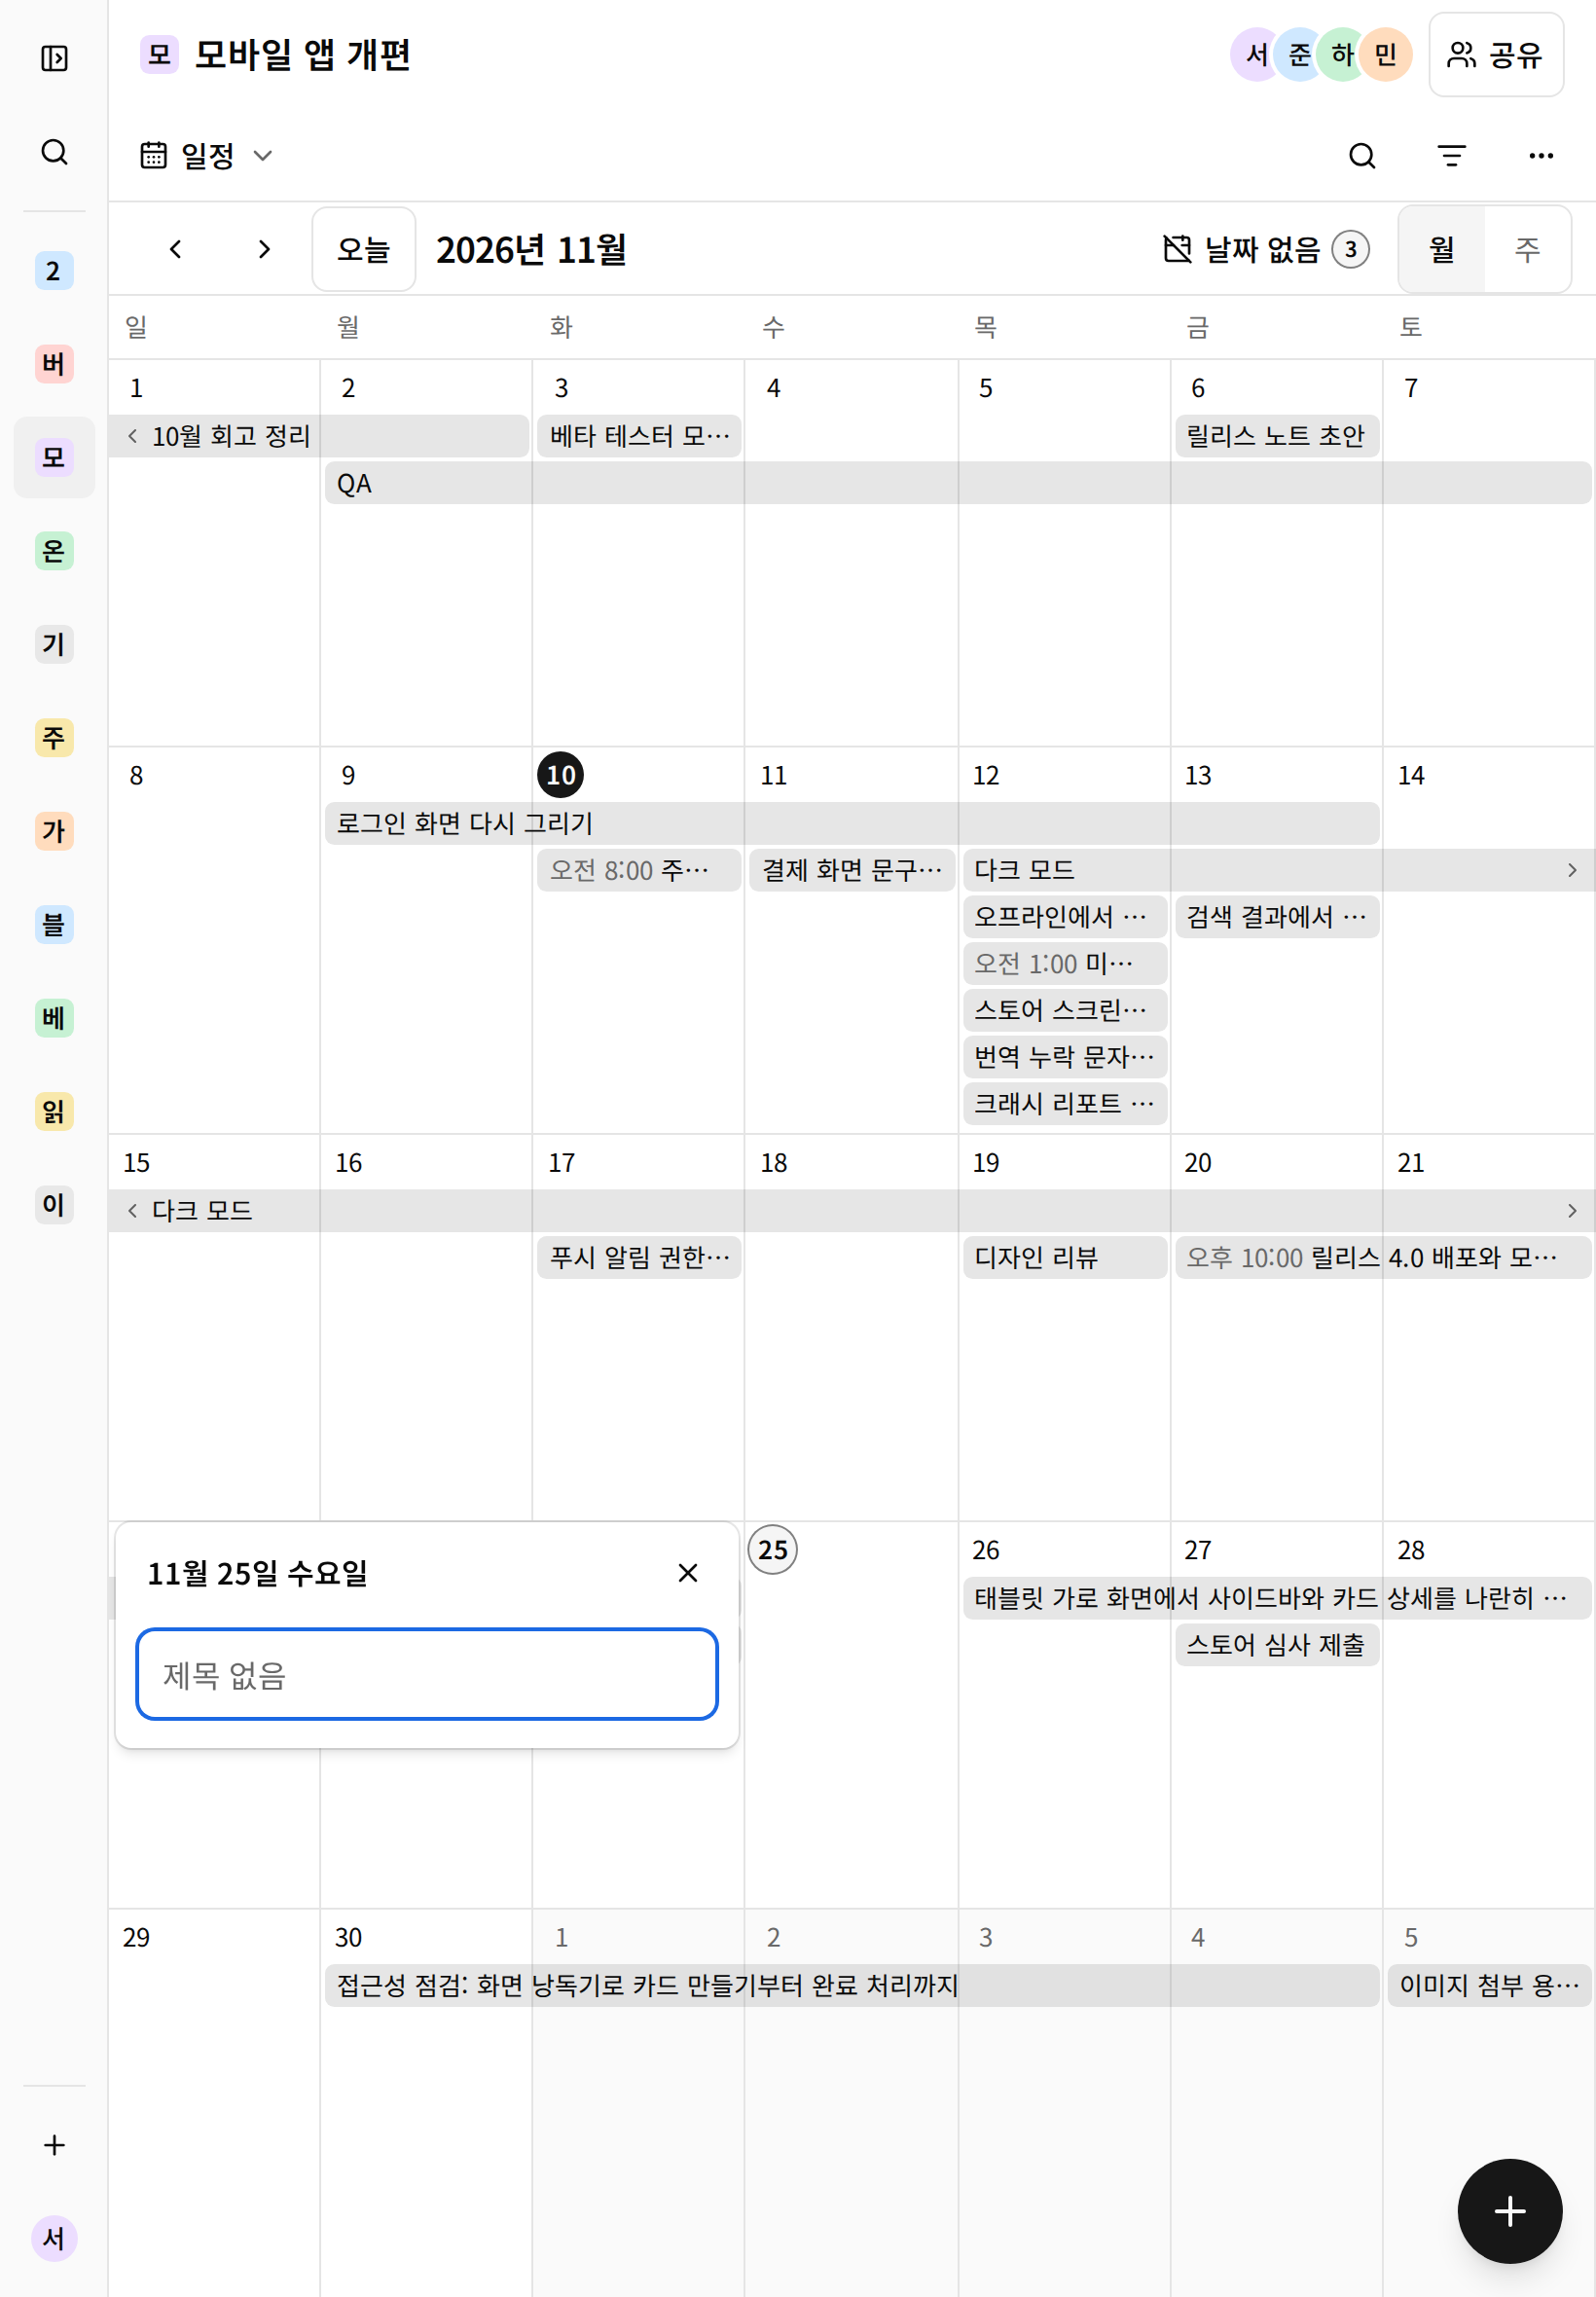 모 모바일 앱 개편
서 준 하 민 공유
일정
오늘 2026년 11월 날짜 없음 3 월 주
2
버
모
온
기
주
가
블
베
읽
이
서
일 월 화 수 목 금 토
1 2 3 4 5 6 7
10월 회고 정리 베타 테스터 모… 릴리스 노트 초안
QA
8 9 10 11 12 13 14
로그인 화면 다시 그리기
오전 8:00 주… 결제 화면 문구… 다크 모드
오프라인에서 … 검색 결과에서 …
오전 1:00 미…
스토어 스크린…
번역 누락 문자…
크래시 리포트 …
15 16 17 18 19 20 21
다크 모드
푸시 알림 권한… 디자인 리뷰 오후 10:00 릴리스 4.0 배포와 모…
11월 25일 수요일
제목 없음
25 26 27 28
태블릿 가로 화면에서 사이드바와 카드 상세를 나란히 …
스토어 심사 제출
29 30 1 2 3 4 5
접근성 점검: 화면 낭독기로 카드 만들기부터 완료 처리까지 이미지 첨부 용…